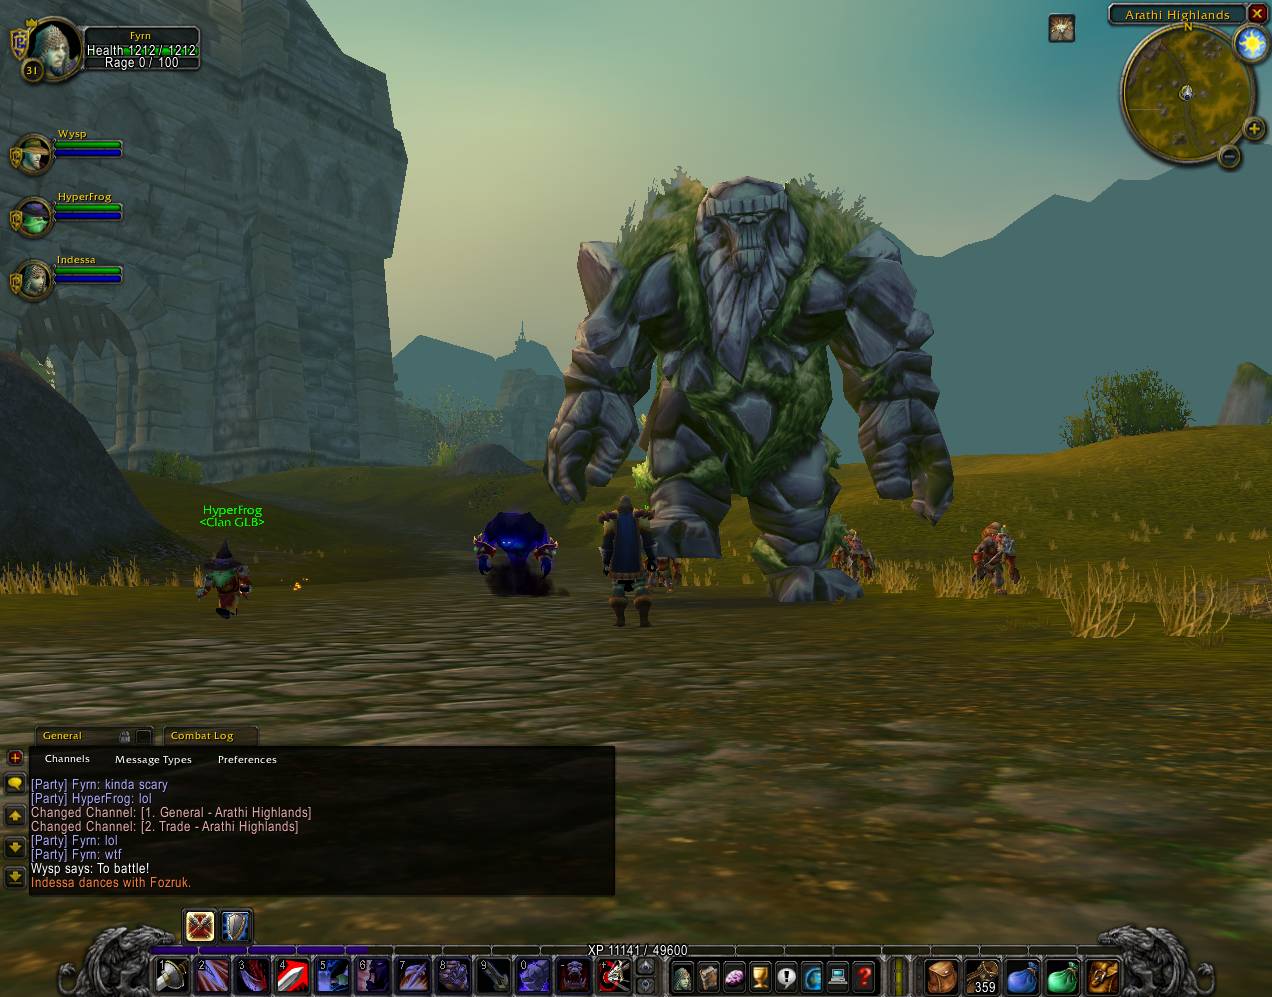 Fyrn
Health 1212 / 1212
Rage 0 / 100
31
Arathi Highlands
N
Wysp
HyperFrog
Indessa
HyperFrog
<Clan GLB>
General
Combat Log
Channels Message Types Preferences
[Party] Fyrn: kinda scary
[Party] HyperFrog: lol
Changed Channel: [1. General - Arathi Highlands]
Changed Channel: [2. Trade - Arathi Highlands]
[Party] Fyrn: lol
[Party] Fyrn: wtf
Wysp says: To battle!
Indessa dances with Fozruk.
XP 11141 / 49600
1 2 3 4 5 6 7 8 9 0 - +
359